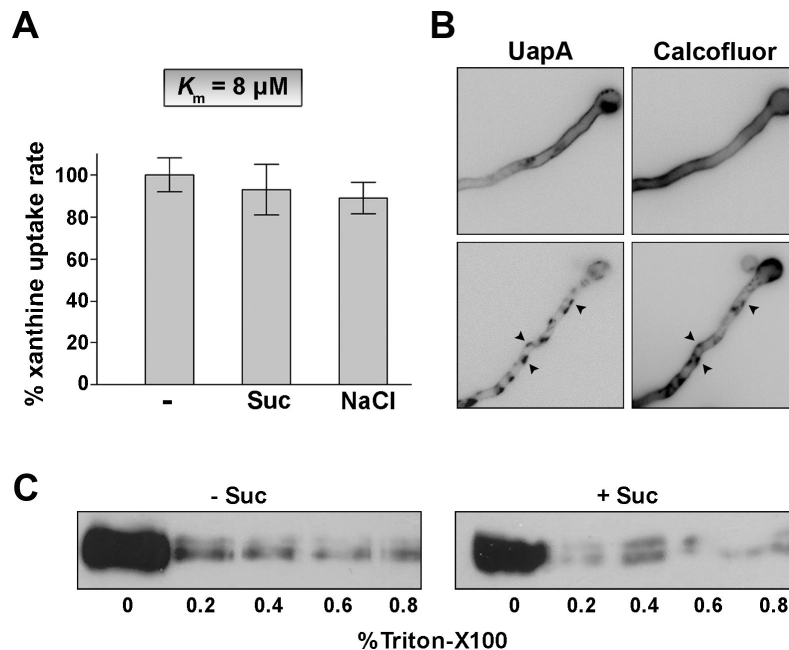 A
B
UapA Calcofluor
Km = 8 µM
% xanthine uptake rate
100
80
60
40
20
0
- Suc NaCl
C
- Suc + Suc
0 0.2 0.4 0.6 0.8 0 0.2 0.4 0.6 0.8
%Triton-X100